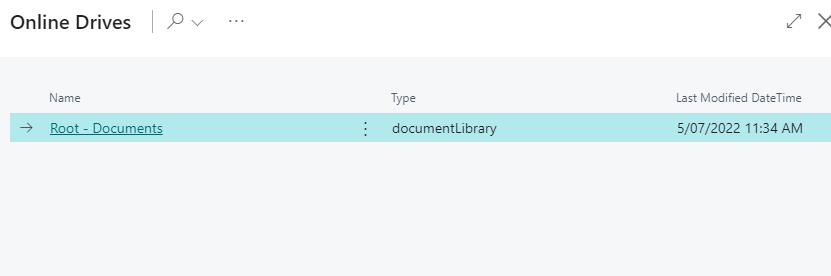 Online Drives
Name Type Last Modified DateTime
Root - Documents documentLibrary 5/07/2022 11:34 AM